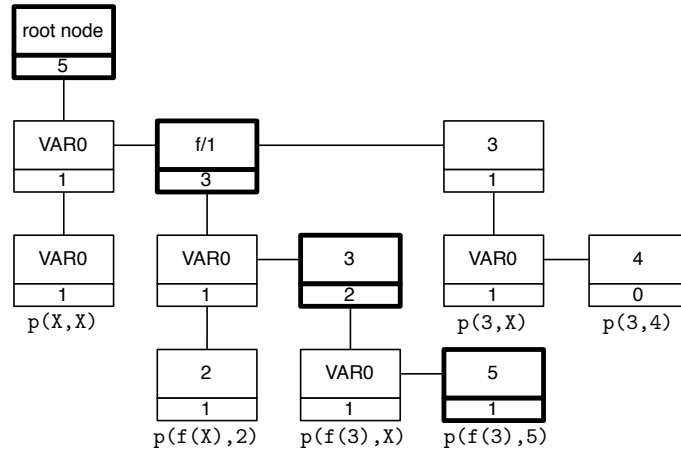 root node
5
VAR0 f/1 3
1 3 1
VAR0 VAR0 3 VAR0 4
1 1 2 1 0
p(X,X) p(3,X) p(3,4)
2 VAR0 5
1 1 1
p(f(X),2) p(f(3),X) p(f(3),5)